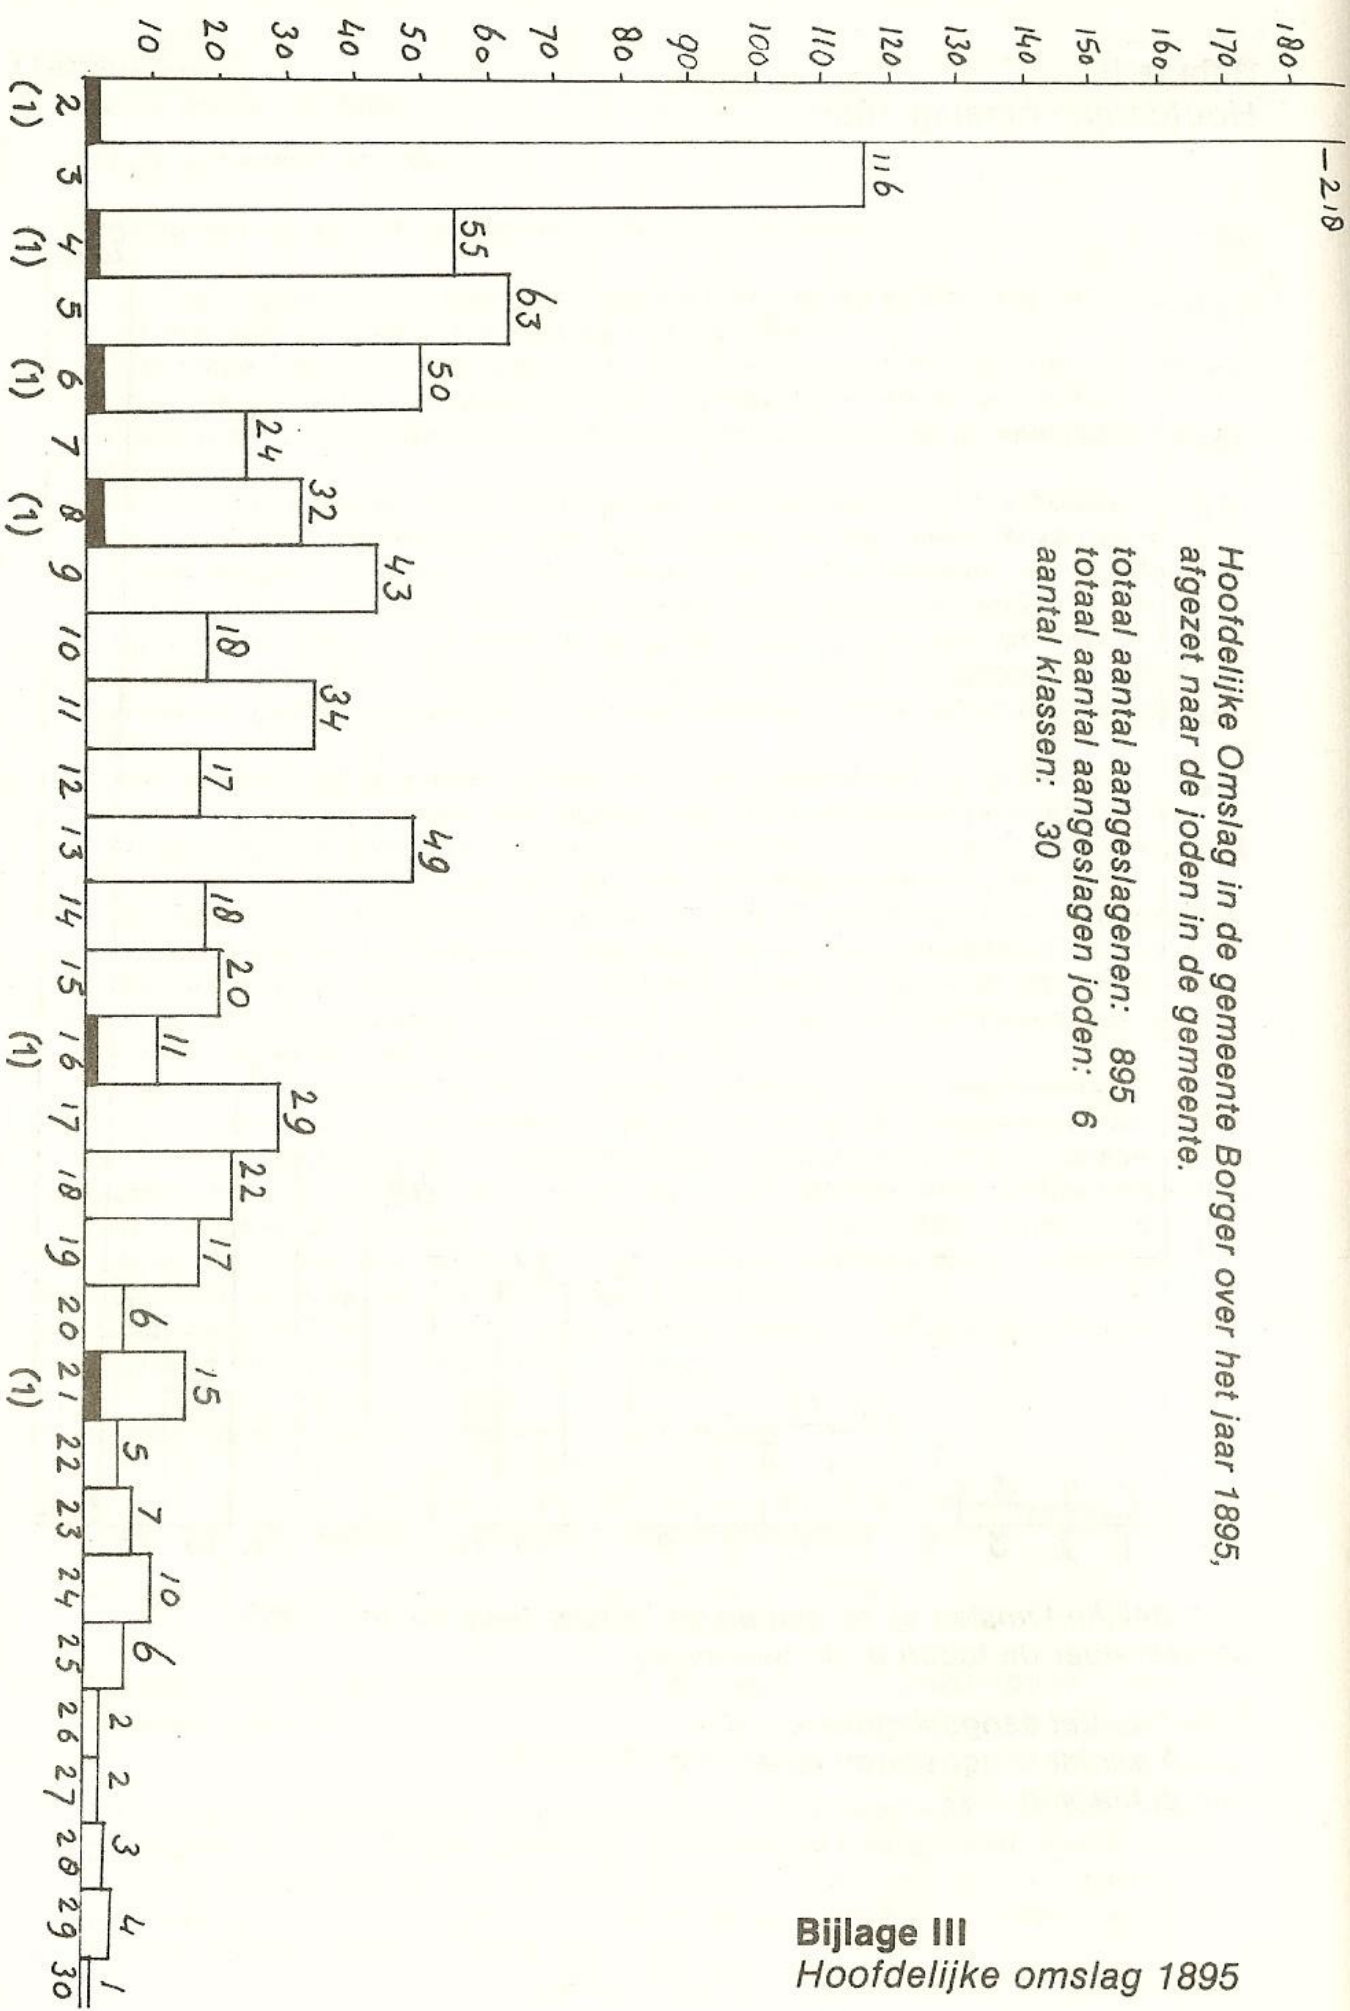 Bijlage III
Hoofdelijke omslag 1895
Hoofdelijke Omslag in de gemeente Borger over het jaar 1895,
afgezet naar de joden in de gemeente.
totaal aantal aangeslagenen: 895
totaal aantal aangeslagen joden: 6
aantal klassen: 30
180
170
160
150
140
130
120
110
100
90
80
70
60
50
40
30
20
10
-218 116 55 63 50 24 32 43 18 34 17 49 18 20 11 29 22 17 6 15 5 7 10 6 2 2 3 4 1
2 3 4 5 6 7 8 9 10 11 12 13 14 15 16 17 18 19 20 21 22 23 24 25 26 27 28 29 30
(1) (1) (1) (1) (1) (1)